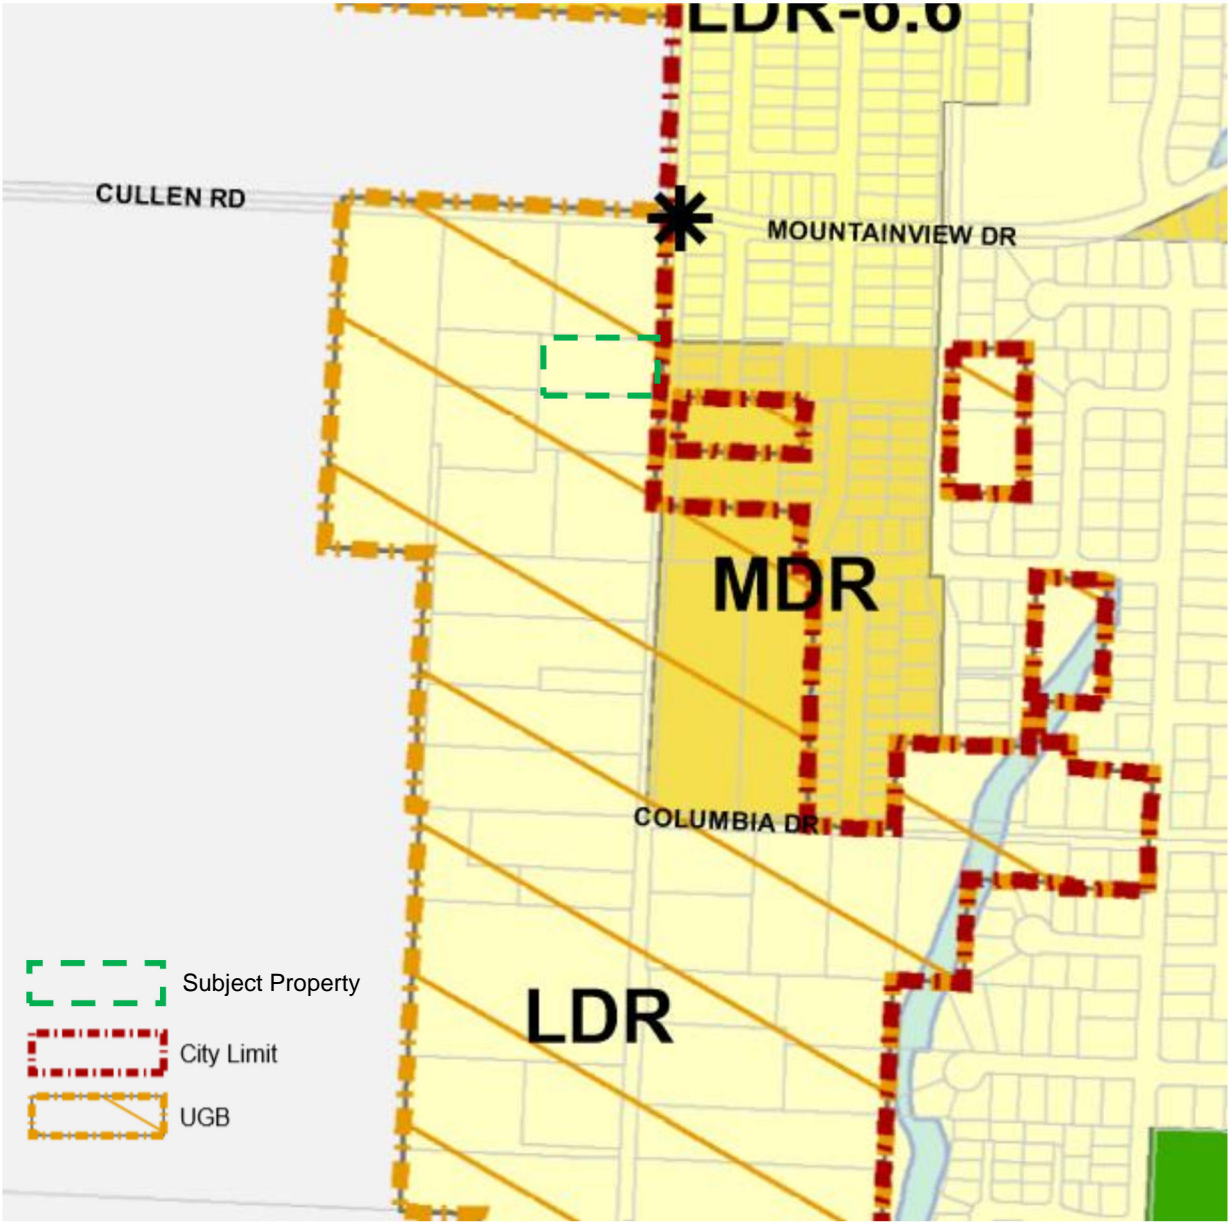 LDR-6.6
CULLEN RD
MOUNTAINVIEW DR
MDR
COLUMBIA DR
LDR
Subject Property
City Limit
UGB